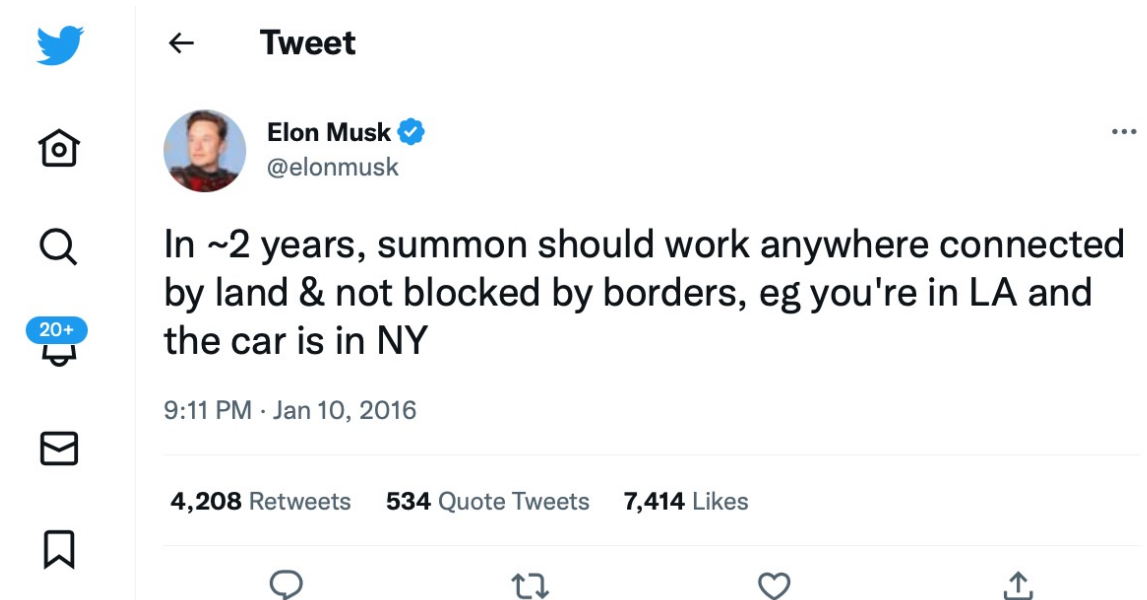 Tweet
Elon Musk
@elonmusk
In ~2 years, summon should work anywhere connected
by land & not blocked by borders, eg you're in LA and
the car is in NY
20+
9:11 PM · Jan 10, 2016
4,208 Retweets 534 Quote Tweets 7,414 Likes